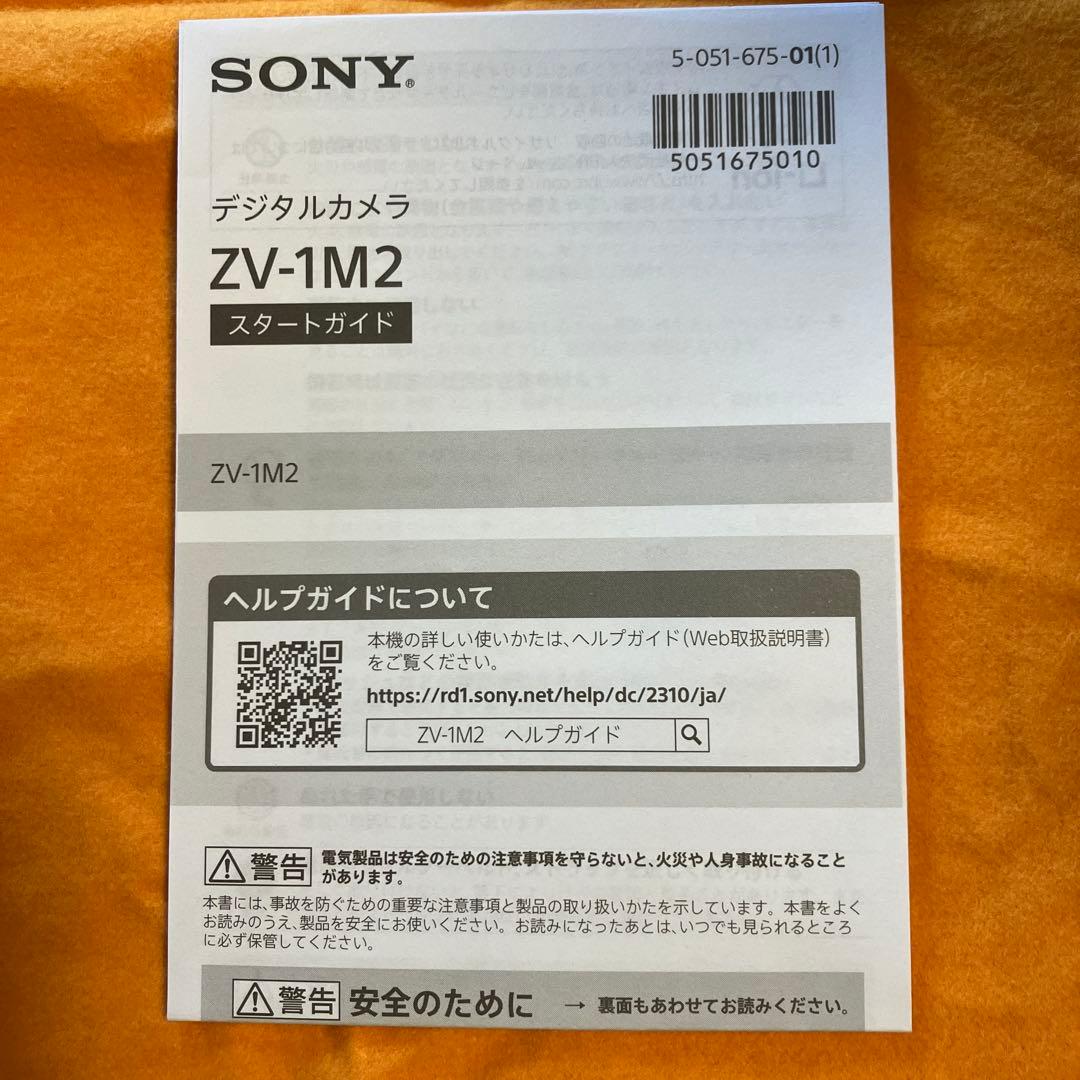 SONY®
5-051-675-01(1)
5051675010
デジタルカメラ
ZV-1M2
スタートガイド
ZV-1M2
ヘルプガイドについて
本機の詳しい使いかたは、ヘルプガイド（Web取扱説明書）
をご覧ください。
https://rd1.sony.net/help/dc/2310/ja/
ZV-1M2 ヘルプガイド
警告 電気製品は安全のための注意事項を守らないと、火災や人身事故になること
があります。
本書には、事故を防ぐための重要な注意事項と製品の取り扱いかたを示しています。本書をよく
お読みのうえ、製品を安全にお使いください。お読みになったあとは、いつでも見られるところ
に必ず保管してください。
警告 安全のために → 裏面もあわせてお読みください。